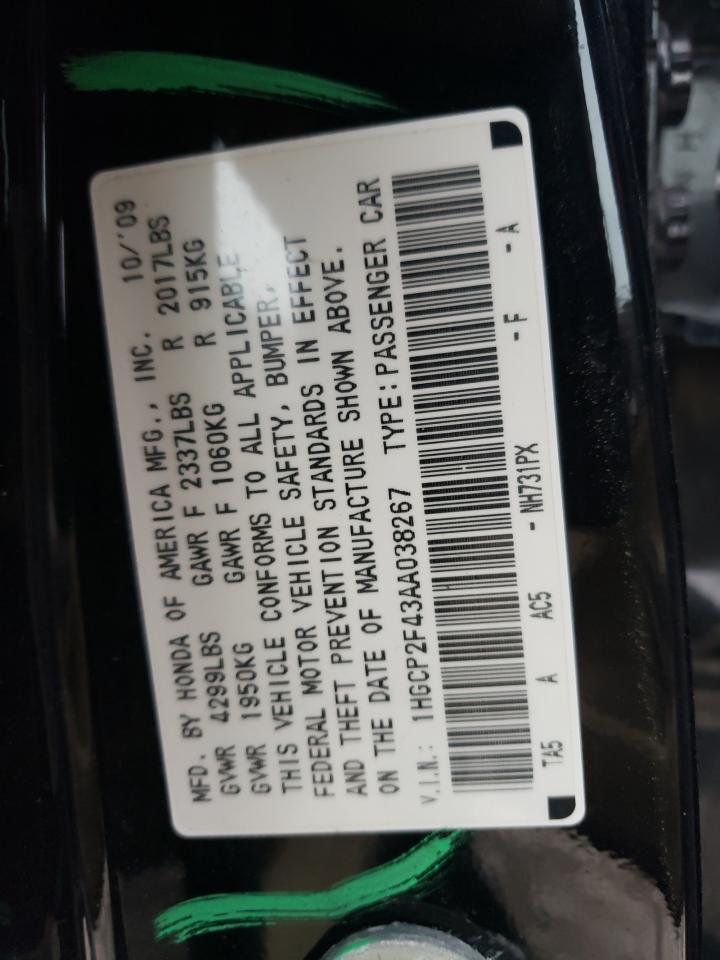 MFD. BY HONDA OF AMERICA MFG., INC. 10/'09
GVWR 4299LBS GAWR F 2337LBS R 2017LBS
GVWR 1950KG GAWR F 1060KG R 915KG
THIS VEHICLE CONFORMS TO ALL APPLICABLE
FEDERAL MOTOR VEHICLE SAFETY, BUMPER,
AND THEFT PREVENTION STANDARDS IN EFFECT
ON THE DATE OF MANUFACTURE SHOWN ABOVE.
V.I.N.: 1HGCP2F43AA038267 TYPE:PASSENGER CAR
TA5 A AC5 - NH731PX - F - A